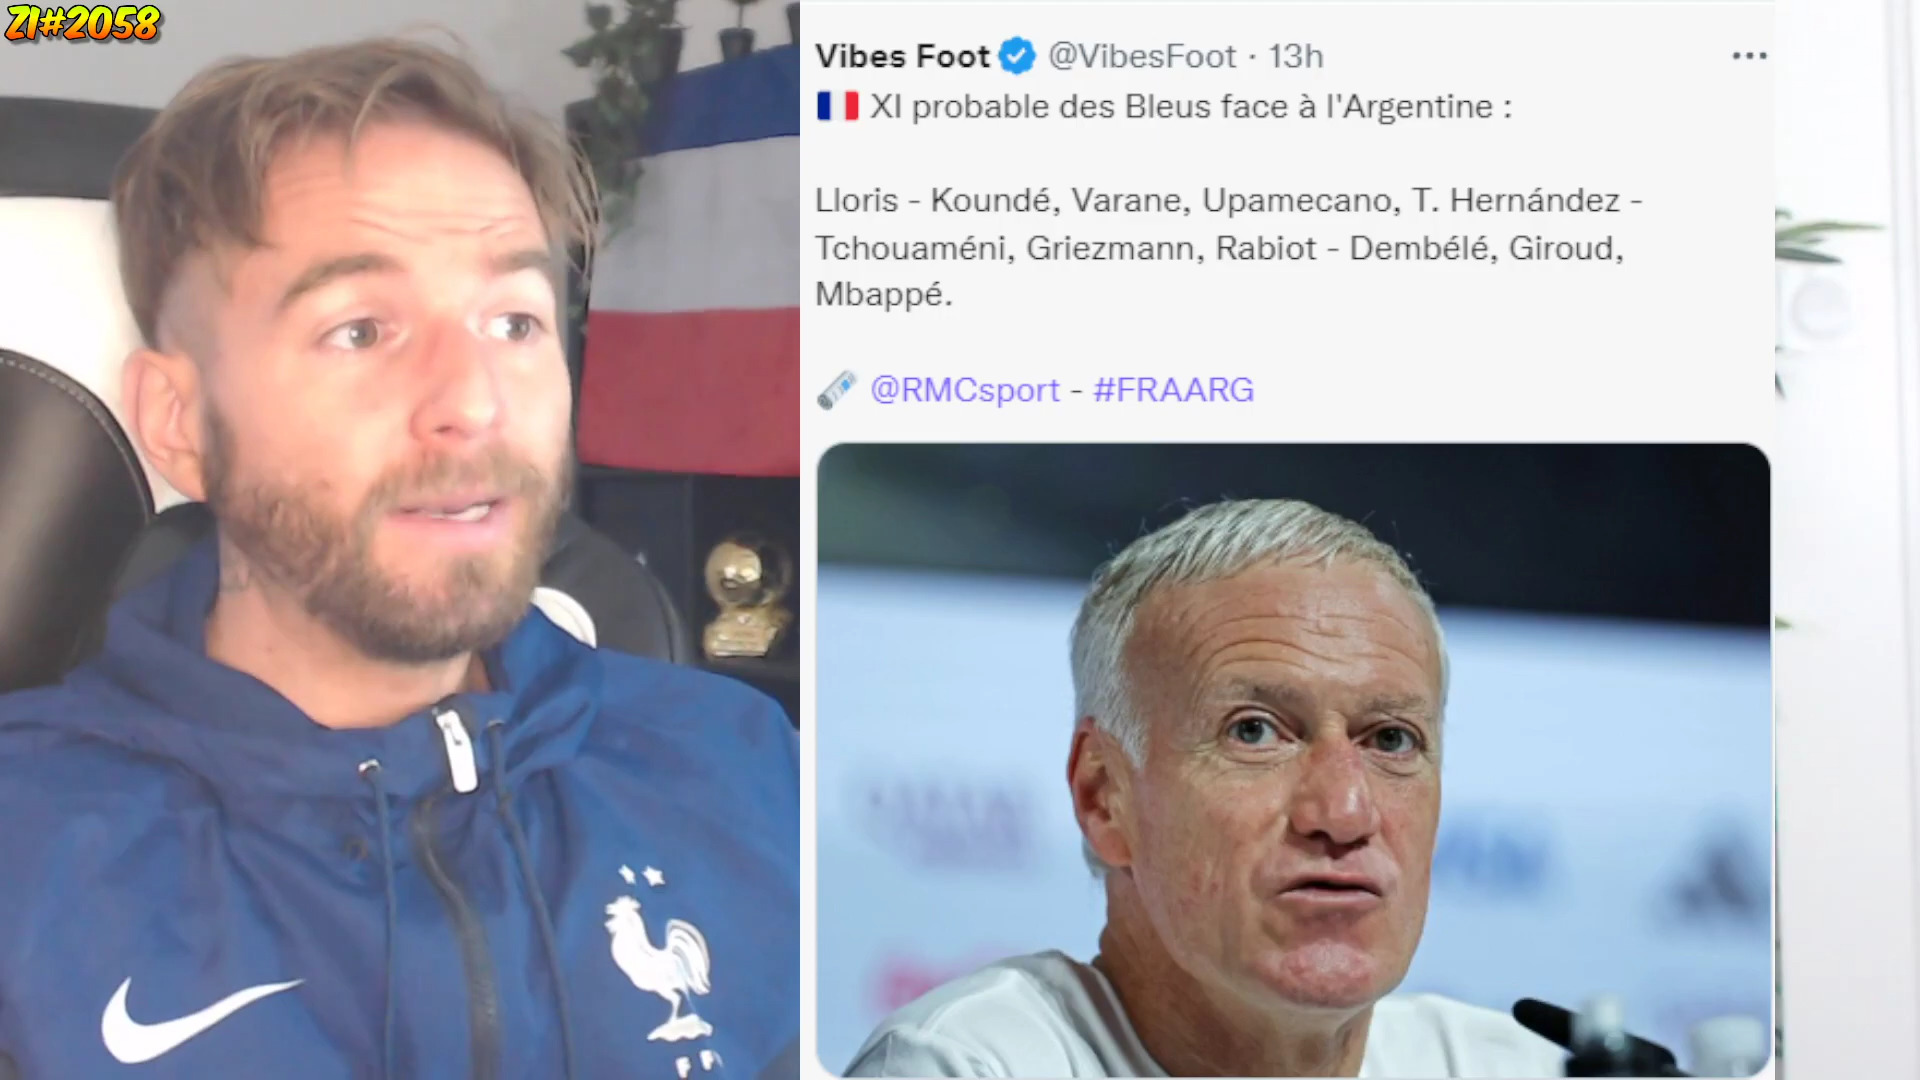 ZI#2058
Vibes Foot @VibesFoot · 13h
XI probable des Bleus face à l'Argentine :
Lloris - Koundé, Varane, Upamecano, T. Hernández -
Tchouaméni, Griezmann, Rabiot - Dembélé, Giroud,
Mbappé.
@RMCsport - #FRAARG